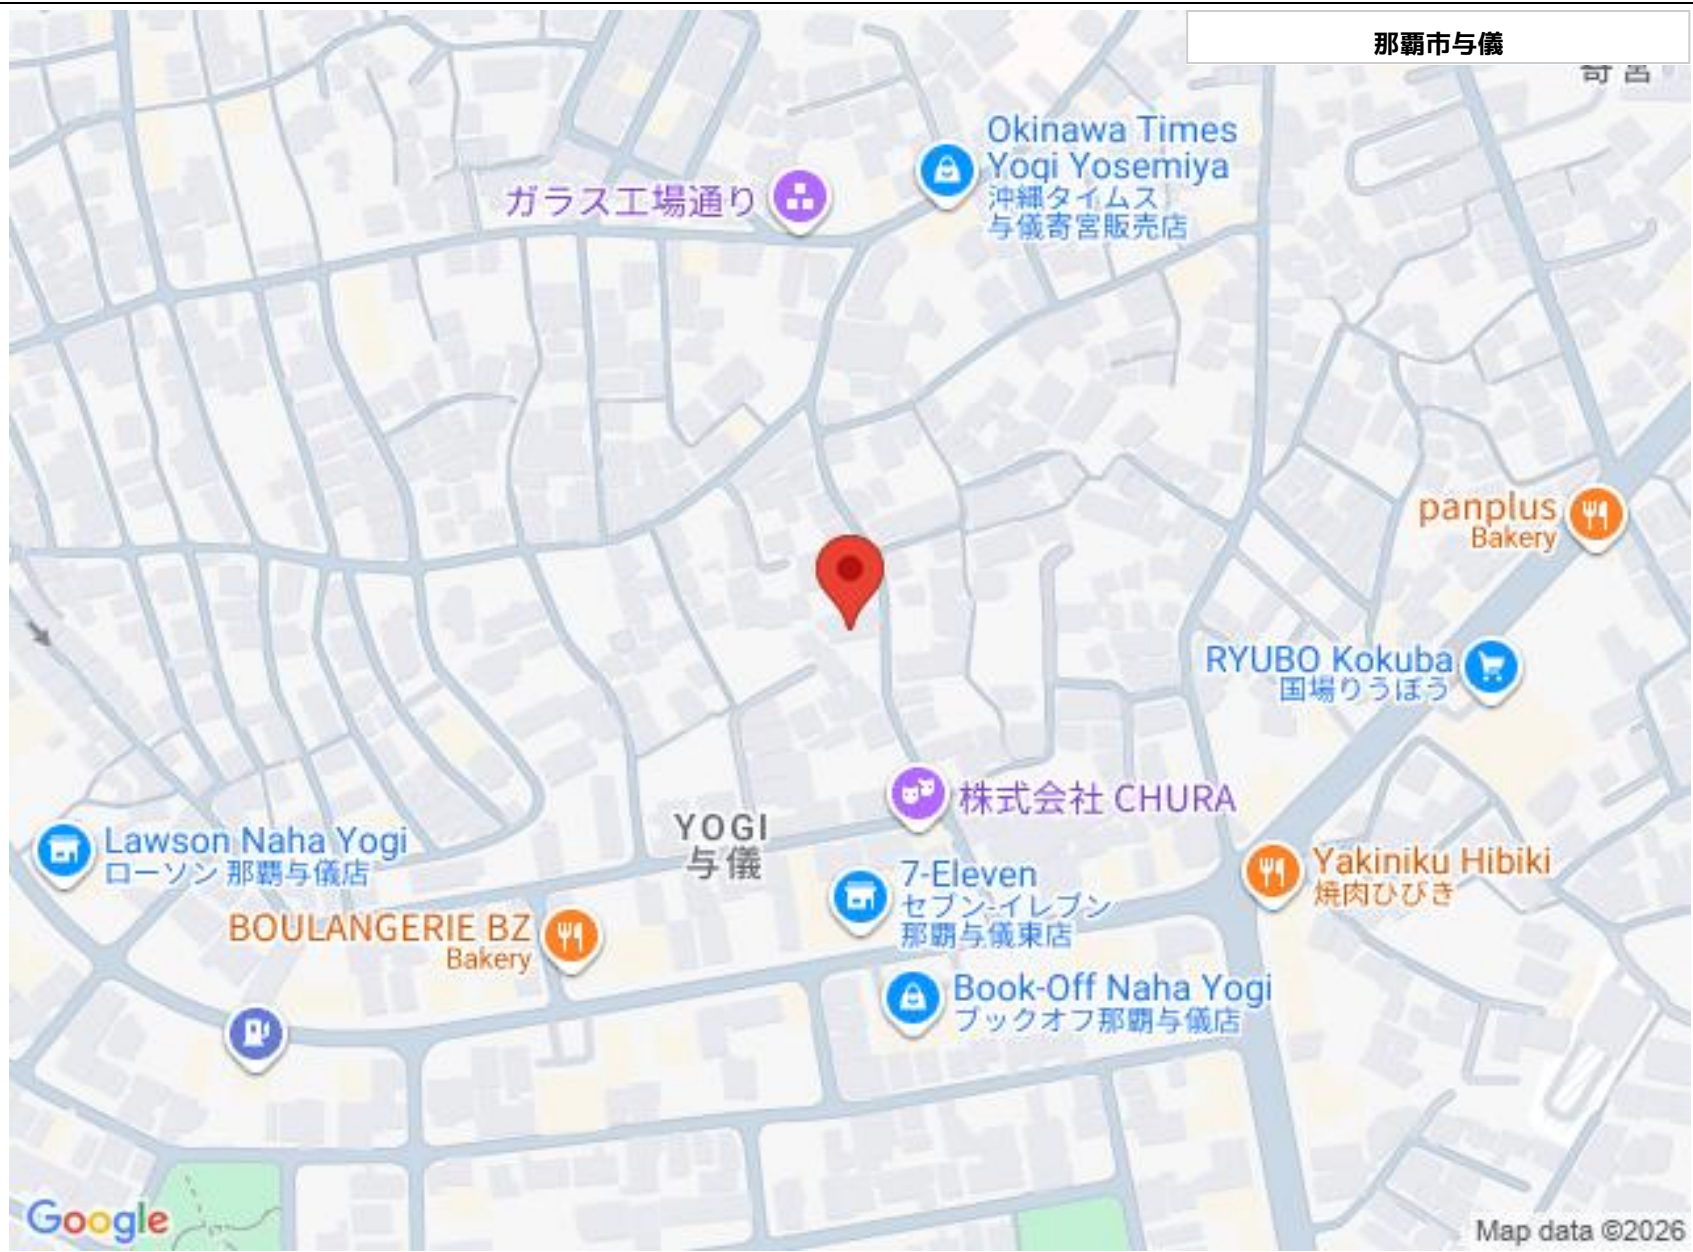 那覇市与儀
寄宮
Okinawa Times
Yogi Yosemiya
沖縄タイムス
与儀寄宮販売店
ガラス工場通り
panplus
Bakery
RYUBO Kokuba
国場りうぼう
株式会社 CHURA
YOGI
与儀
Lawson Naha Yogi
ローソン 那覇与儀店
7-Eleven
セブン-イレブン
那覇与儀東店
Yakiniku Hibiki
焼肉ひびき
BOULANGERIE BZ
Bakery
Book-Off Naha Yogi
ブックオフ那覇与儀店
Google
Map data ©2026